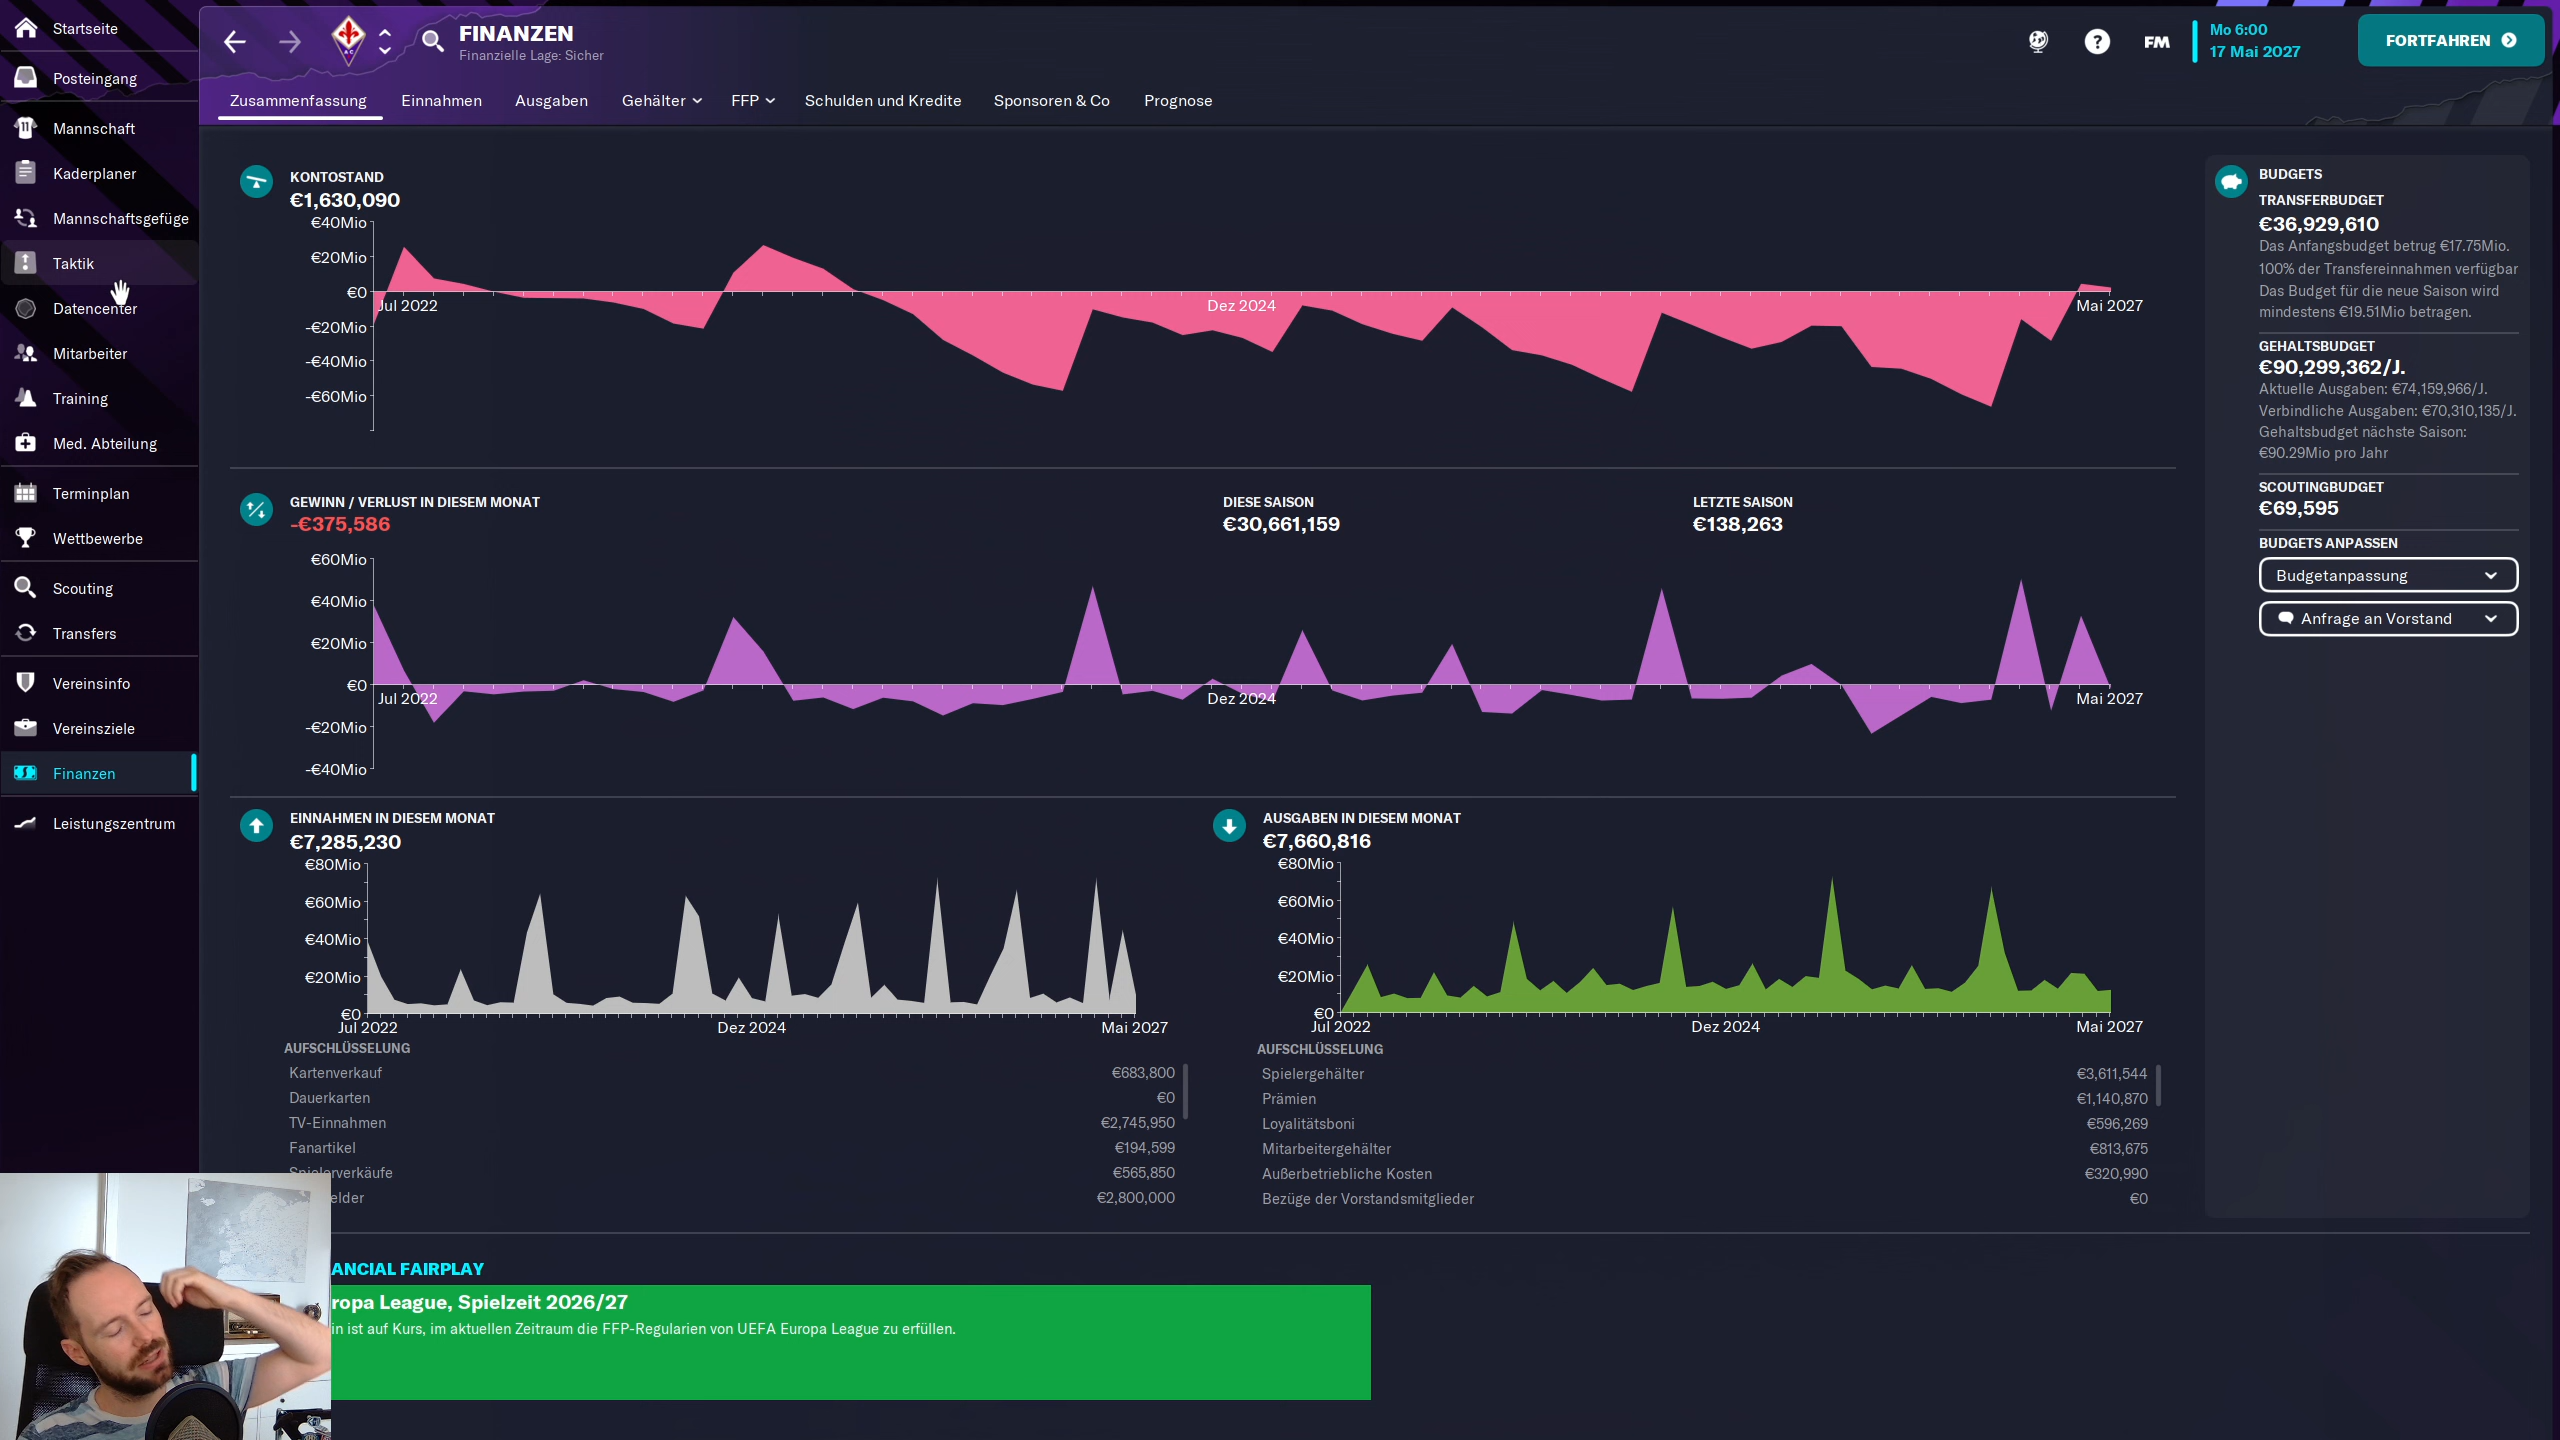 Startseite
Posteingang
Mannschaft
Kaderplaner
Mannschaftsgefüge
Taktik
Datencenter
Mitarbeiter
Training
Med. Abteilung
Terminplan
Wettbewerbe
Scouting
Transfers
Vereinsinfo
Vereinsziele
Finanzen
Leistungszentrum
FINANZEN
Finanzielle Lage: Sicher
FM
Mo 6:00
17 Mai 2027
FORTFAHREN
Zusammenfassung
Einnahmen
Ausgaben
Gehälter
FFP
Schulden und Kredite
Sponsoren & Co
Prognose
KONTOSTAND
€1,630,090
€40Mio
€20Mio
€0
-€20Mio
-€40Mio
-€60Mio
Jul 2022
Dez 2024
Mai 2027
GEWINN / VERLUST IN DIESEM MONAT
-€375,586
DIESE SAISON
€30,661,159
LETZTE SAISON
€138,263
€60Mio
€40Mio
€20Mio
€0
-€20Mio
-€40Mio
Jul 2022
Dez 2024
Mai 2027
EINNAHMEN IN DIESEM MONAT
€7,285,230
€80Mio
€60Mio
€40Mio
€20Mio
€0
Jul 2022
Dez 2024
Mai 2027
AUFSCHLÜSSELUNG
Kartenverkauf €683,800
Dauerkarten €0
TV-Einnahmen €2,745,950
Fanartikel €194,599
Spielerverkäufe €565,850
elder €2,800,000
AUSGABEN IN DIESEM MONAT
€7,660,816
€80Mio
€60Mio
€40Mio
€20Mio
€0
Jul 2022
Dez 2024
Mai 2027
AUFSCHLÜSSELUNG
Spielergehälter €3,611,544
Prämien €1,140,870
Loyalitätsboni €596,269
Mitarbeitergehälter €813,675
Außerbetriebliche Kosten €320,990
Bezüge der Vorstandsmitglieder €0
BUDGETS
TRANSFERBUDGET
€36,929,610
Das Anfangsbudget betrug €17.75Mio.
100% der Transfereinnahmen verfügbar
Das Budget für die neue Saison wird
mindestens €19.51Mio betragen.
GEHALTSBUDGET
€90,299,362/J.
Aktuelle Ausgaben: €74,159,966/J.
Verbindliche Ausgaben: €70,310,135/J.
Gehaltsbudget nächste Saison:
€90.29Mio pro Jahr
SCOUTINGBUDGET
€69,595
BUDGETS ANPASSEN
Budgetanpassung
Anfrage an Vorstand
ANCIAL FAIRPLAY
ropa League, Spielzeit 2026/27
in ist auf Kurs, im aktuellen Zeitraum die FFP-Regularien von UEFA Europa League zu erfüllen.